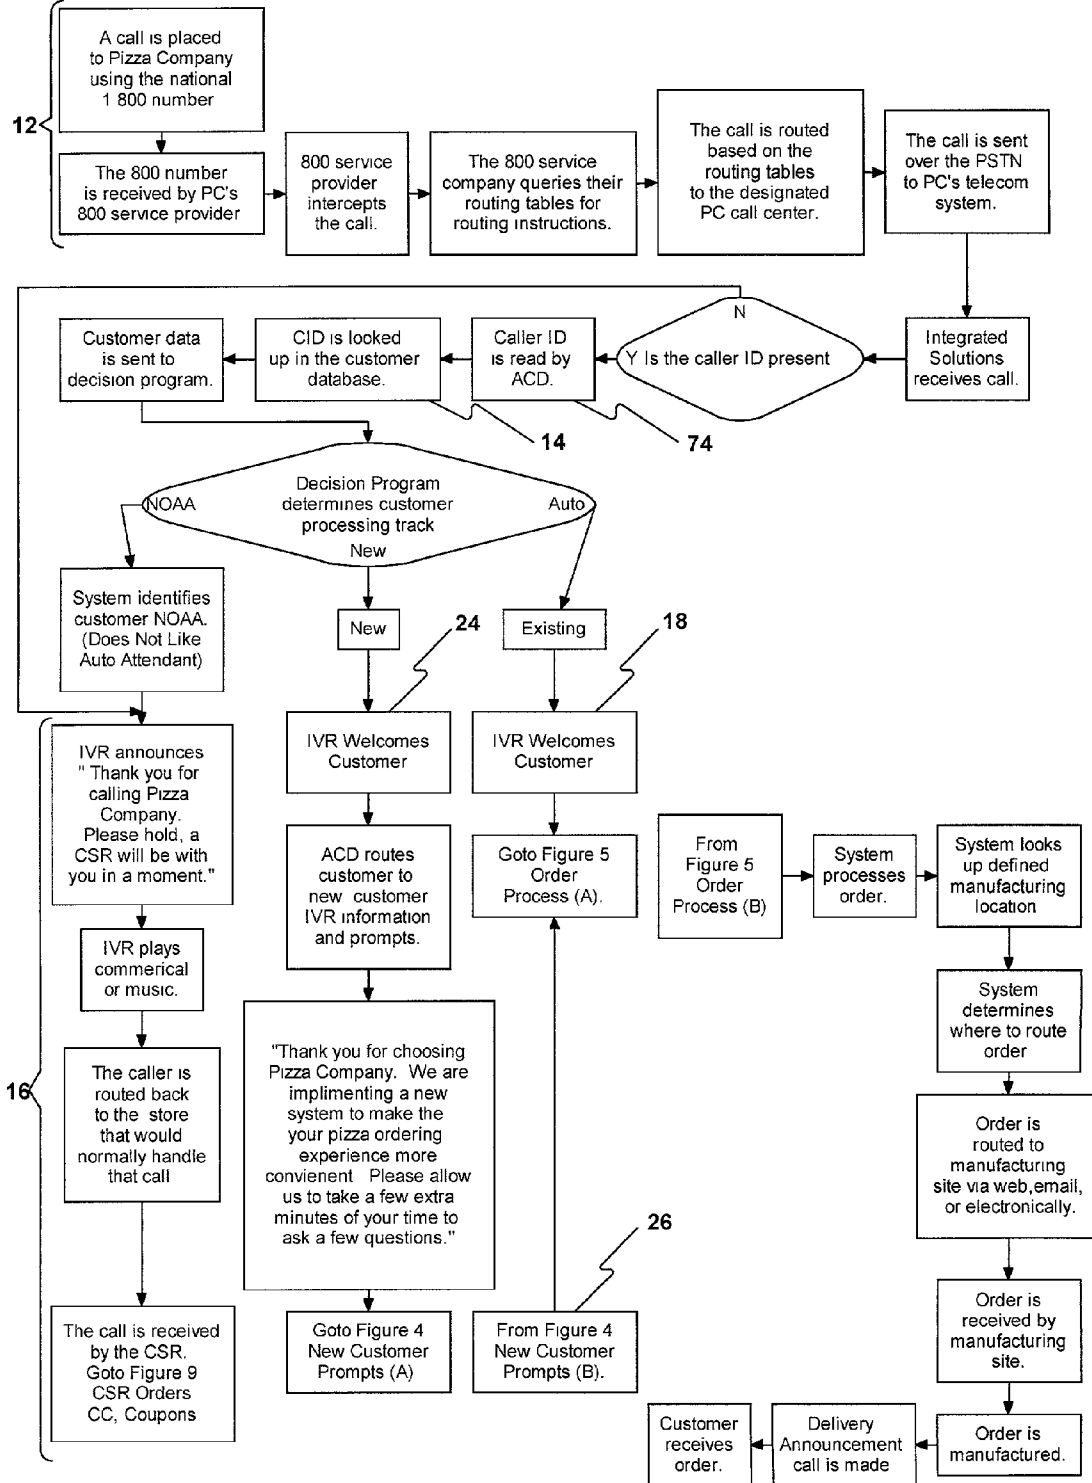 A call is placed
to Pizza Company
using the national
1 800 number
12
The 800 number
is received by PC's
800 service provider
800 service
provider
intercepts
the call.
The 800 service
company queries their
routing tables for
routing instructions.
The call is routed
based on the
routing tables
to the designated
PC call center.
The call is sent
over the PSTN
to PC's telecom
system.
Integrated
Solutions
receives call.
N
Y Is the caller ID present
Caller ID
is read by
ACD.
74
CID is looked
up in the customer
database.
14
Customer data
is sent to
decision program.
Decision Program
determines customer
processing track
NOAA
Auto
New
System identifies
customer NOAA.
(Does Not Like
Auto Attendant)
New
24
Existing
18
16
IVR announces
" Thank you for
calling Pizza
Company.
Please hold, a
CSR will be with
you in a moment."
IVR plays
commerical
or music.
The caller is
routed back
to the store
that would
normally handle
that call
The call is received
by the CSR.
Goto Figure 9
CSR Orders
CC, Coupons
IVR Welcomes
Customer
ACD routes
customer to
new customer
IVR information
and prompts.
"Thank you for choosing
Pizza Company. We are
implimenting a new
system to make the
your pizza ordering
experience more
convienent Please allow
us to take a few extra
minutes of your time to
ask a few questions."
Goto Figure 4
New Customer
Prompts (A)
IVR Welcomes
Customer
Goto Figure 5
Order
Process (A).
26
From Figure 4
New Customer
Prompts (B).
From
Figure 5
Order
Process (B)
System
processes
order.
System looks
up defined
manufacturing
location
System
determines
where to route
order
Order is
routed to
manufacturing
site via web,email,
or electronically.
Order is
received by
manufacturing
site.
Order is
manufactured.
Delivery
Announcement
call is made
Customer
receives
order.